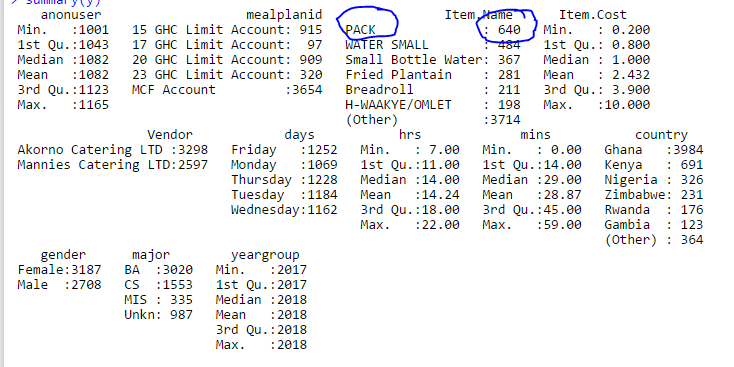 > summary(y)
anonuser mealplanid Item.Name Item.Cost
Min. :1001 15 GHC Limit Account: 915 PACK : 640 Min. : 0.200
1st Qu.:1043 17 GHC Limit Account: 97 WATER SMALL : 484 1st Qu.: 0.800
Median :1082 20 GHC Limit Account: 909 Small Bottle Water: 367 Median : 1.000
Mean :1082 23 GHC Limit Account: 320 Fried Plantain : 281 Mean : 2.432
3rd Qu.:1123 MCF Account :3654 Breadroll : 211 3rd Qu.: 3.900
Max. :1165 H-WAAKYE/OMLET : 198 Max. :10.000
(Other) :3714
Vendor days hrs mins country
Akorno Catering LTD :3298 Friday :1252 Min. : 7.00 Min. : 0.00 Ghana :3984
Mannies Catering LTD:2597 Monday :1069 1st Qu.:11.00 1st Qu.:14.00 Kenya : 691
Thursday :1228 Median :14.00 Median :29.00 Nigeria : 326
Tuesday :1184 Mean :14.24 Mean :28.87 Zimbabwe: 231
Wednesday:1162 3rd Qu.:18.00 3rd Qu.:45.00 Rwanda : 176
Max. :22.00 Max. :59.00 Gambia : 123
(Other) : 364
gender major yeargroup
Female:3187 BA :3020 Min. :2017
Male :2708 CS :1553 1st Qu.:2017
MIS : 335 Median :2018
Unkn: 987 Mean :2018
3rd Qu.:2018
Max. :2018